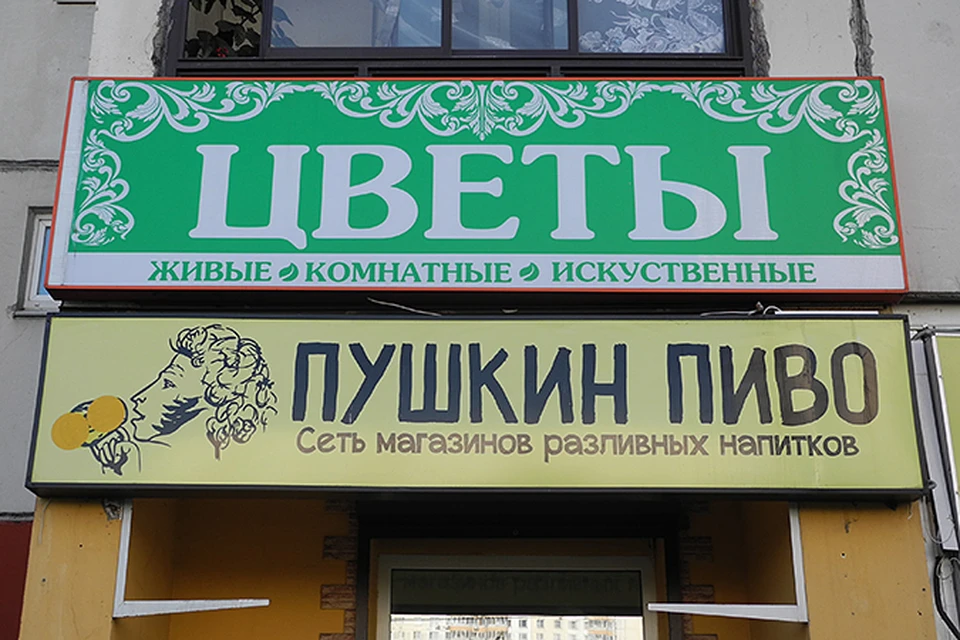 ЦВЕТЫ
ЖИВЫЕ КОМНАТНЫЕ ИСКУСТВЕННЫЕ
ПУШКИН ПИВО
Сеть магазинов разливных напитков